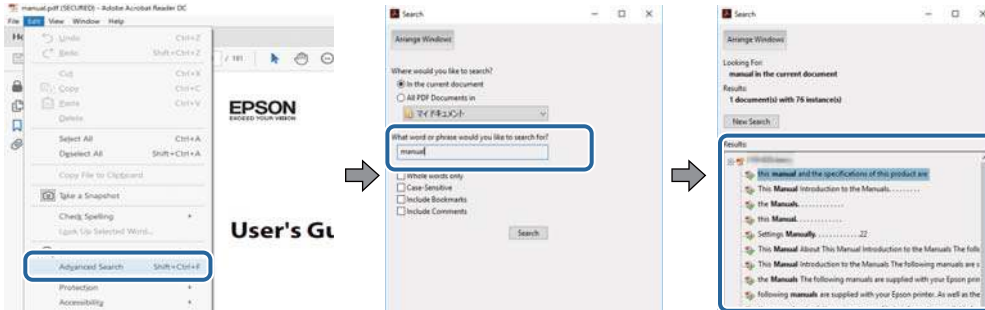 manual.pdf (SECURED) - Adobe Acrobat Reader DC
File Edit View Window Help
Undo Ctrl+Z
Redo Shift+Ctrl+Z
Cut Ctrl+X
Copy Ctrl+C
Paste Ctrl+V
Delete
Select All Ctrl+A
Deselect All Shift+Ctrl+A
Copy File to Clipboard
Take a Snapshot
Check Spelling
Look Up Selected Word...
Advanced Search Shift+Ctrl+F
Protection
Accessibility
/ 181
EPSON
EXCEED YOUR VISION
User's Gu
Search
Arrange Windows
Where would you like to search?
In the current document
All PDF Documents in
マイ ドキュメント
What word or phrase would you like to search for?
manual
Whole words only
Case-Sensitive
Include Bookmarks
Include Comments
Search
Search
Arrange Windows
Looking For:
manual in the current document
Results:
1 document(s) with 76 instance(s)
New Search
Results:
this manual and the specifications of this product are
This Manual Introduction to the Manuals. . . . . . . . .
the Manuals. . . . . . . . . . . .
this Manual. . . . . . . . . . . .
Settings Manually. . . . . . . . . . . .22
This Manual About This Manual Introduction to the Manuals The follo
This Manual Introduction to the Manuals The following manuals are s
the Manuals The following manuals are supplied with your Epson prin
following manuals are supplied with your Epson printer. As well as the